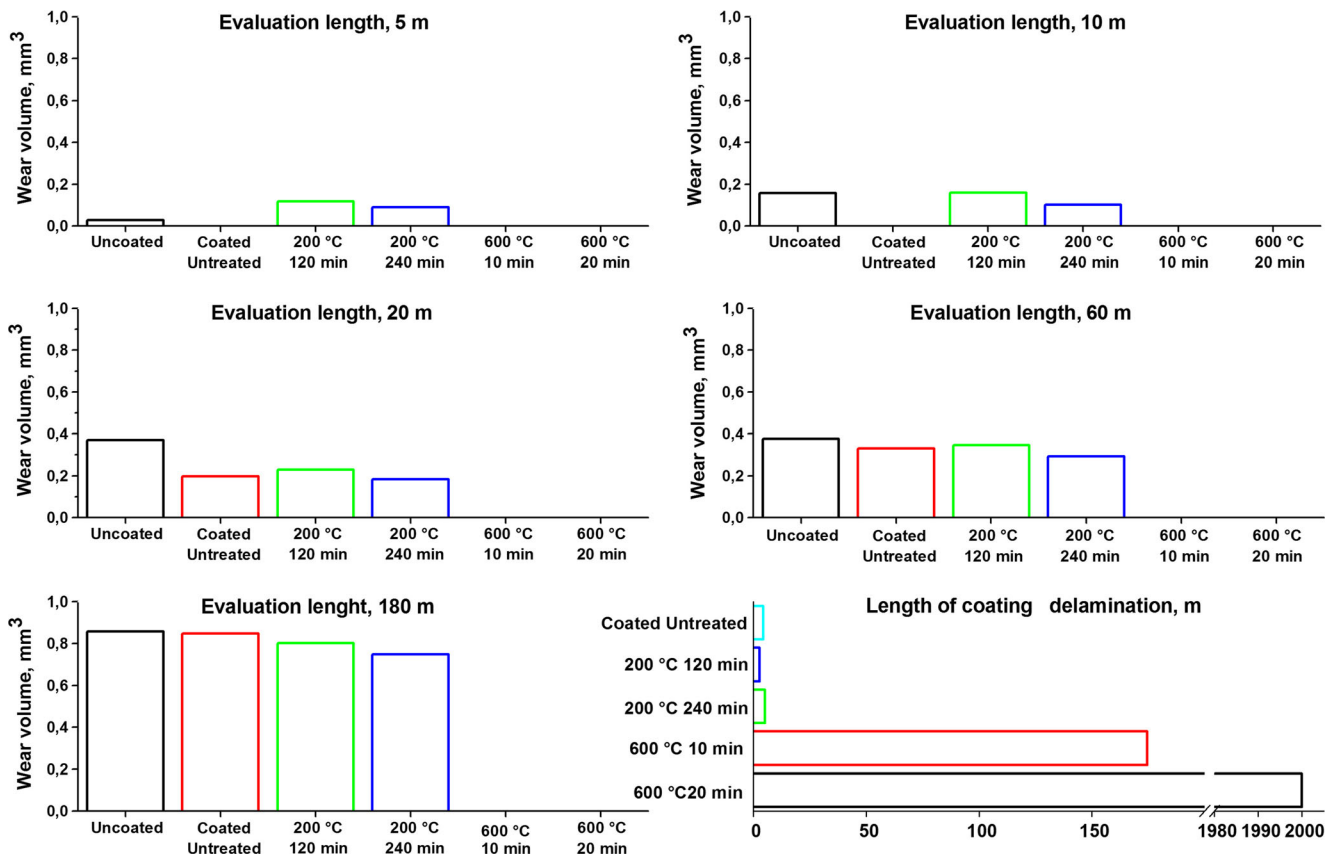 Evaluation length, 5 m
Wear volume, mm3
1,0
0,8
0,6
0,4
0,2
0,0
Uncoated
Coated
Untreated
200 °C
120 min
200 °C
240 min
600 °C
10 min
600 °C
20 min
Evaluation length, 10 m
Wear volume, mm3
1,0
0,8
0,6
0,4
0,2
0,0
Uncoated
Coated
Untreated
200 °C
120 min
200 °C
240 min
600 °C
10 min
600 °C
20 min
Evaluation length, 20 m
Wear volume, mm3
1,0
0,8
0,6
0,4
0,2
0,0
Uncoated
Coated
Untreated
200 °C
120 min
200 °C
240 min
600 °C
10 min
600 °C
20 min
Evaluation length, 60 m
Wear volume, mm3
1,0
0,8
0,6
0,4
0,2
0,0
Uncoated
Coated
Untreated
200 °C
120 min
200 °C
240 min
600 °C
10 min
600 °C
20 min
Evaluation lenght, 180 m
Wear volume, mm3
1,0
0,8
0,6
0,4
0,2
0,0
Uncoated
Coated
Untreated
200 °C
120 min
200 °C
240 min
600 °C
10 min
600 °C
20 min
Length of coating delamination, m
Coated Untreated
200 °C 120 min
200 °C 240 min
600 °C 10 min
600 °C20 min
0 50 100 150 1980 1990 2000